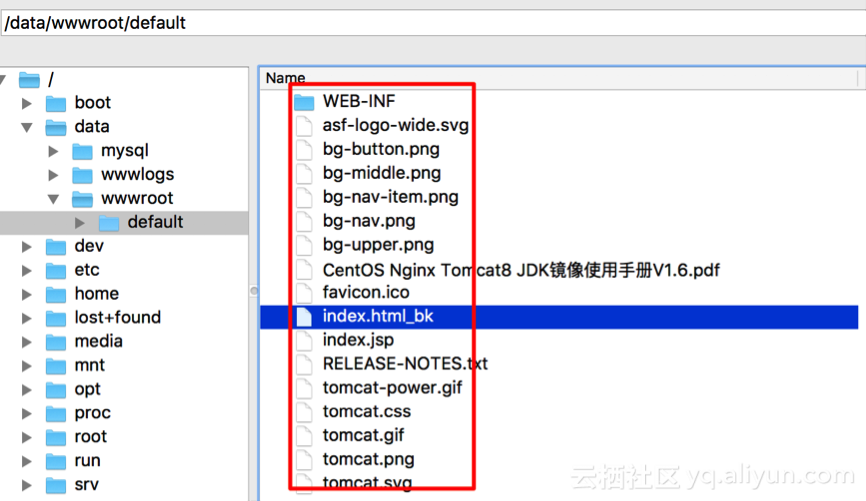 /data/wwwroot/default
/
boot
data
mysql
wwwlogs
wwwroot
default
dev
etc
home
lost+found
media
mnt
opt
proc
root
run
srv
Name
WEB-INF
asf-logo-wide.svg
bg-button.png
bg-middle.png
bg-nav-item.png
bg-nav.png
bg-upper.png
CentOS Nginx Tomcat8 JDK镜像使用手册V1.6.pdf
favicon.ico
index.html_bk
index.jsp
RELEASE-NOTES.txt
tomcat-power.gif
tomcat.css
tomcat.gif
tomcat.png
tomcat.svg
云栖社区 yq.aliyun.com